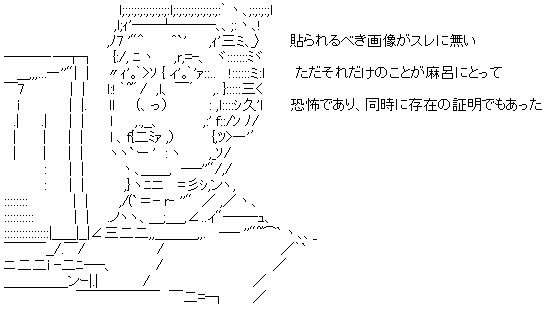 貼られるべき画像がスレに無い
ただそれだけのことが麻呂にとって
恐怖であり、同時に存在の証明でもあった